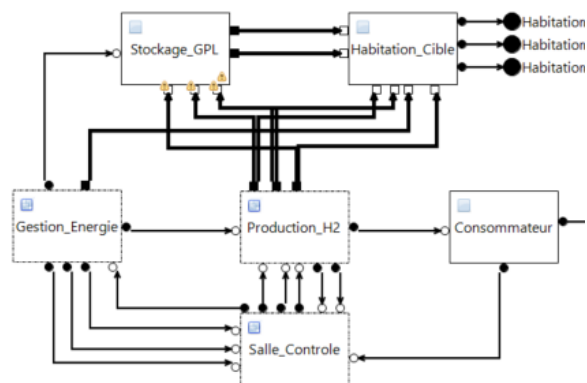 Stockage_GPL
Habitation_Cible
Habitation
Habitation
Habitation
Gestion_Energie
Production_H2
Consommateur
Salle_Controle